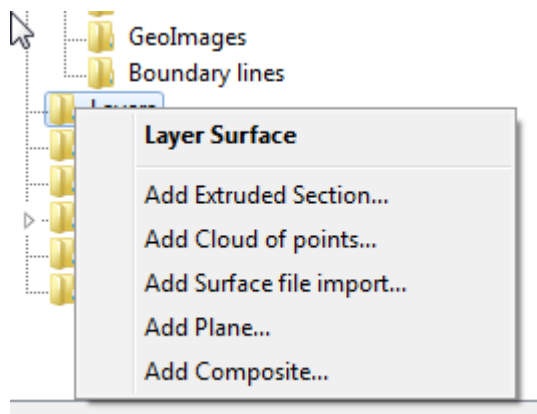 GeoImages
Boundary lines
Layers
Layer Surface
Add Extruded Section...
Add Cloud of points...
Add Surface file import...
Add Plane...
Add Composite...